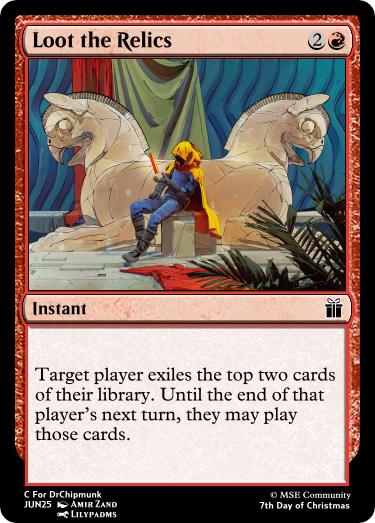 Loot the Relics
2
Instant
Target player exiles the top two cards
of their library. Until the end of that
player's next turn, they may play
those cards.
C For DrChipmunk
JUN25 Amir Zand
Lilypadms
© MSE Community
7th Day of Christmas